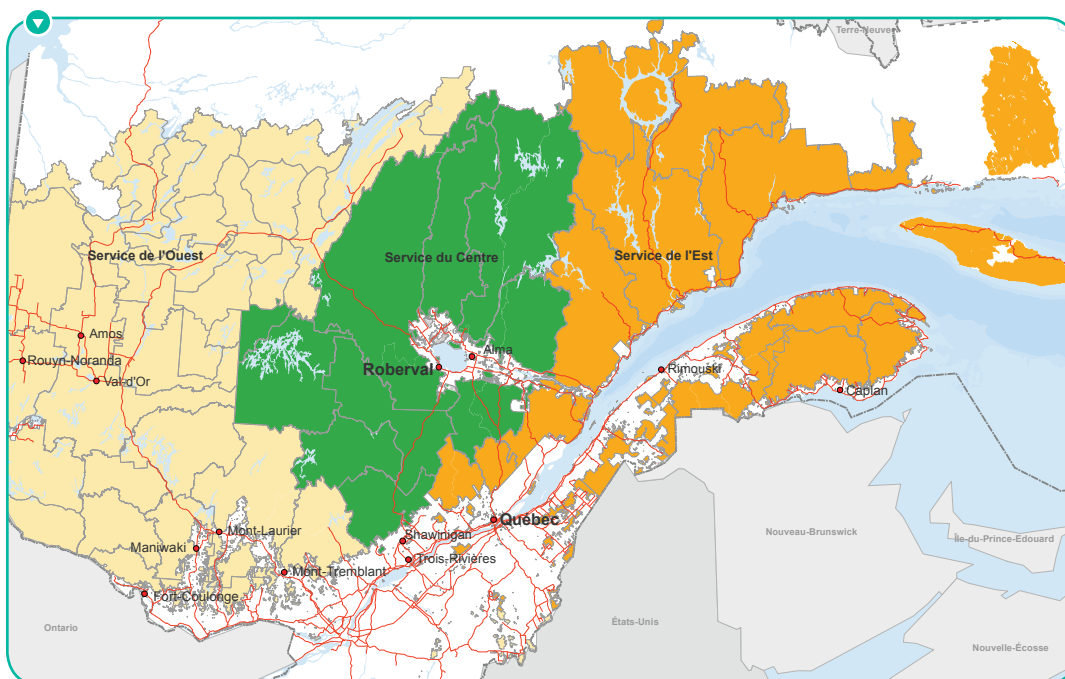 Terre-Neuve
Service de l'Ouest
Service du Centre
Service de l'Est
Amos
Rouyn-Noranda
Val-d'Or
Alma
Roberval
Rimouski
Caplan
Québec
Shawinigan
Trois-Rivières
Mont-Laurier
Maniwaki
Mont-Tremblant
Fort-Coulonge
Nouveau-Brunswick
Île-du-Prince-Édouard
Ontario
États-Unis
Nouvelle-Écosse